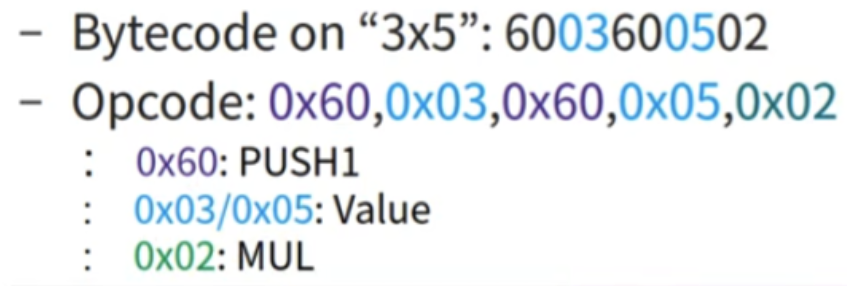 – Bytecode on “3x5”: 6003600502
– Opcode: 0x60,0x03,0x60,0x05,0x02
: 0x60: PUSH1
: 0x03/0x05: Value
: 0x02: MUL